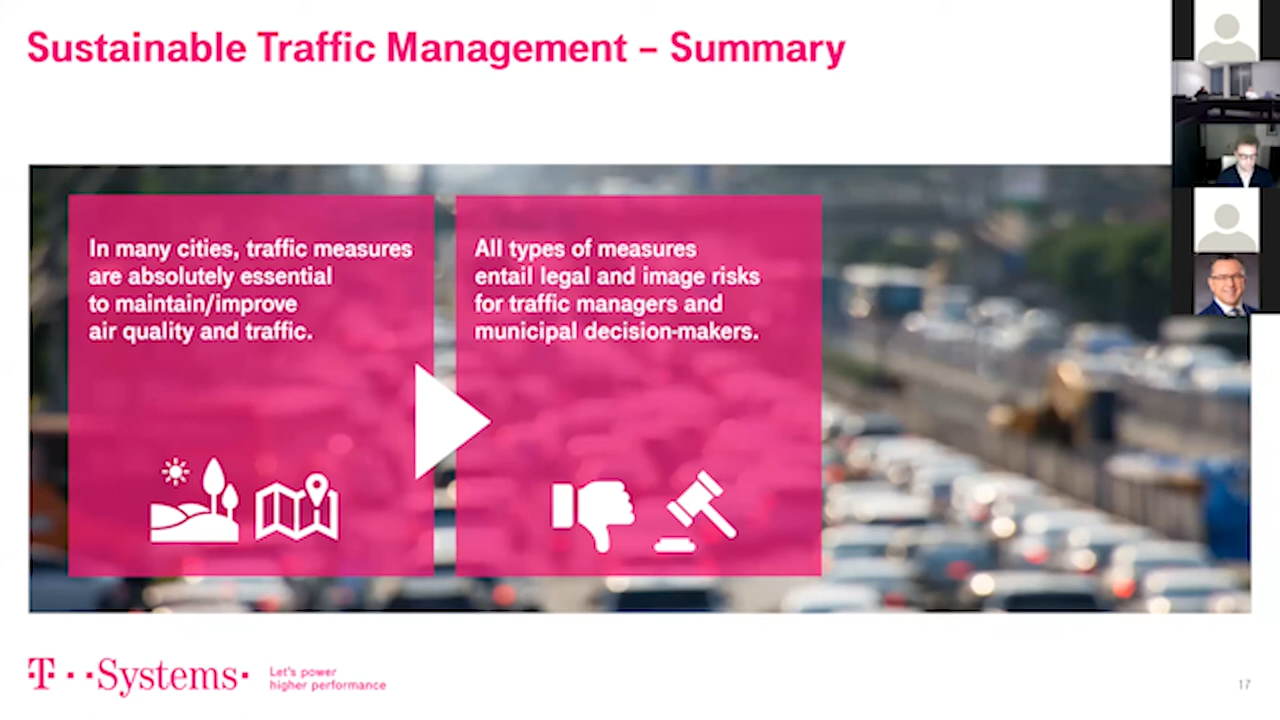 Sustainable Traffic Management – Summary
In many cities, traffic measures
are absolutely essential
to maintain/improve
air quality and traffic.
All types of measures
entail legal and image risks
for traffic managers and
municipal decision-makers.
T · · Systems ·
Let's power
higher performance
17